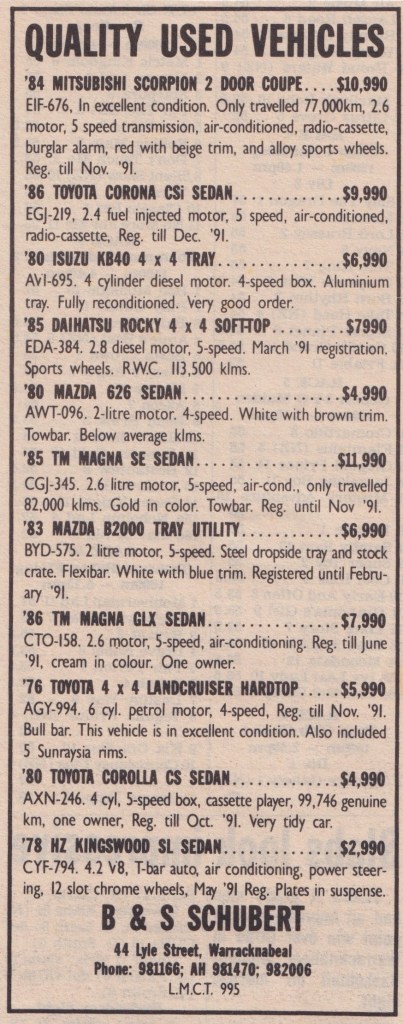 QUALITY USED VEHICLES
'84 MITSUBISHI SCORPION 2 DOOR COUPE....$10,990
EIF-676, In excellent condition. Only travelled 77,000km, 2.6
motor, 5 speed transmission, air-conditioned, radio-cassette,
burglar alarm, red with beige trim, and alloy sports wheels.
Reg. till Nov. '91.
'86 TOYOTA CORONA CSi SEDAN.............$9,990
EGJ-219, 2.4 fuel injected motor, 5 speed, air-conditioned,
radio-cassette, Reg. till Dec. '91.
'80 ISUZU KB40 4 x 4 TRAY...............$6,990
AVI-695. 4 cylinder diesel motor. 4-speed box. Aluminium
tray. Fully reconditioned. Very good order.
'85 DAIHATSU ROCKY 4 x 4 SOFT-TOP.........$7990
EDA-384. 2.8 diesel motor, 5-speed. March '91 registration.
Sports wheels. R.W.C. 113,500 klms.
'80 MAZDA 626 SEDAN...................$4,990
AWT-096. 2-litre motor. 4-speed. White with brown trim.
Towbar. Below average klms.
'85 TM MAGNA SE SEDAN.................$11,990
CGJ-345. 2.6 litre motor, 5-speed, air-cond., only travelled
82,000 klms. Gold in color. Towbar. Reg. until Nov '91.
'83 MAZDA B2000 TRAY UTILITY............$6,990
BYD-575. 2 litre motor, 5-speed. Steel dropside tray and stock
crate. Flexibar. White with blue trim. Registered until Febru-
ary '91.
'86 TM MAGNA GLX SEDAN................$7,990
CTO-158. 2.6 motor, 5-speed, air-conditioning. Reg. till June
'91, cream in colour. One owner.
'76 TOYOTA 4 x 4 LANDCRUISER HARDTOP.....$5,990
AGY-994. 6 cyl. petrol motor, 4-speed, Reg. till Nov. '91.
Bull bar. This vehicle is in excellent condition. Also included
5 Sunraysia rims.
'80 TOYOTA COROLLA CS SEDAN.............$4,990
AXN-246. 4 cyl, 5-speed box, cassette player, 99,746 genuine
km, one owner, Reg. till Oct. '91. Very tidy car.
'78 HZ KINGSWOOD SL SEDAN..............$2,990
CYF-794. 4.2 V8, T-bar auto, air conditioning, power steer-
ing, 12 slot chrome wheels, May '91 Reg. Plates in suspense.
B & S SCHUBERT
44 Lyle Street, Warracknabeal
Phone: 981166; AH 981470; 982006
L.M.C.T. 995